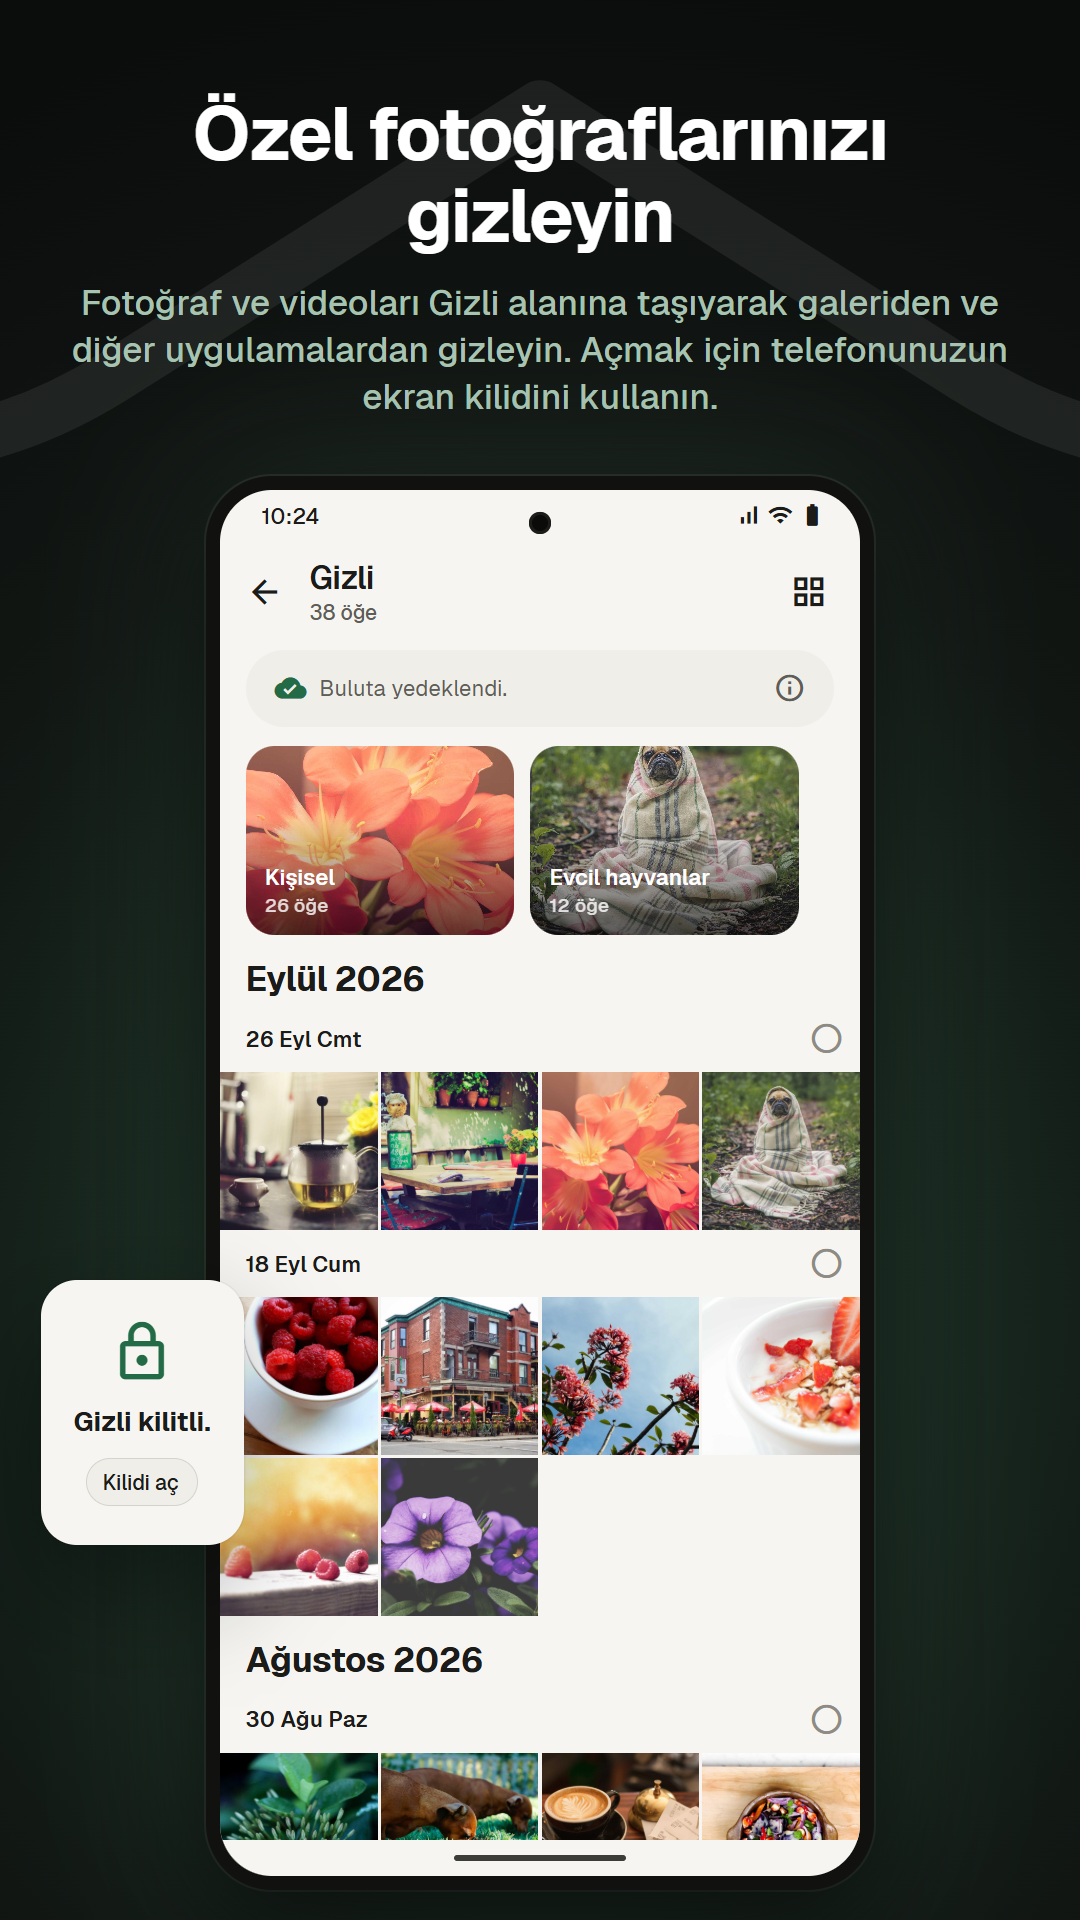 Özel fotoğraflarınızı
gizleyin
Fotoğraf ve videoları Gizli alanına taşıyarak galeriden ve
diğer uygulamalardan gizleyin. Açmak için telefonunuzun
ekran kilidini kullanın.
10:24
Gizli
38 öğe
Buluta yedeklendi.
Kişisel
26 öğe
Evcil hayvanlar
12 öğe
Eylül 2026
26 Eyl Cmt
18 Eyl Cum
Gizli kilitli.
Kilidi aç
Ağustos 2026
30 Ağu Paz